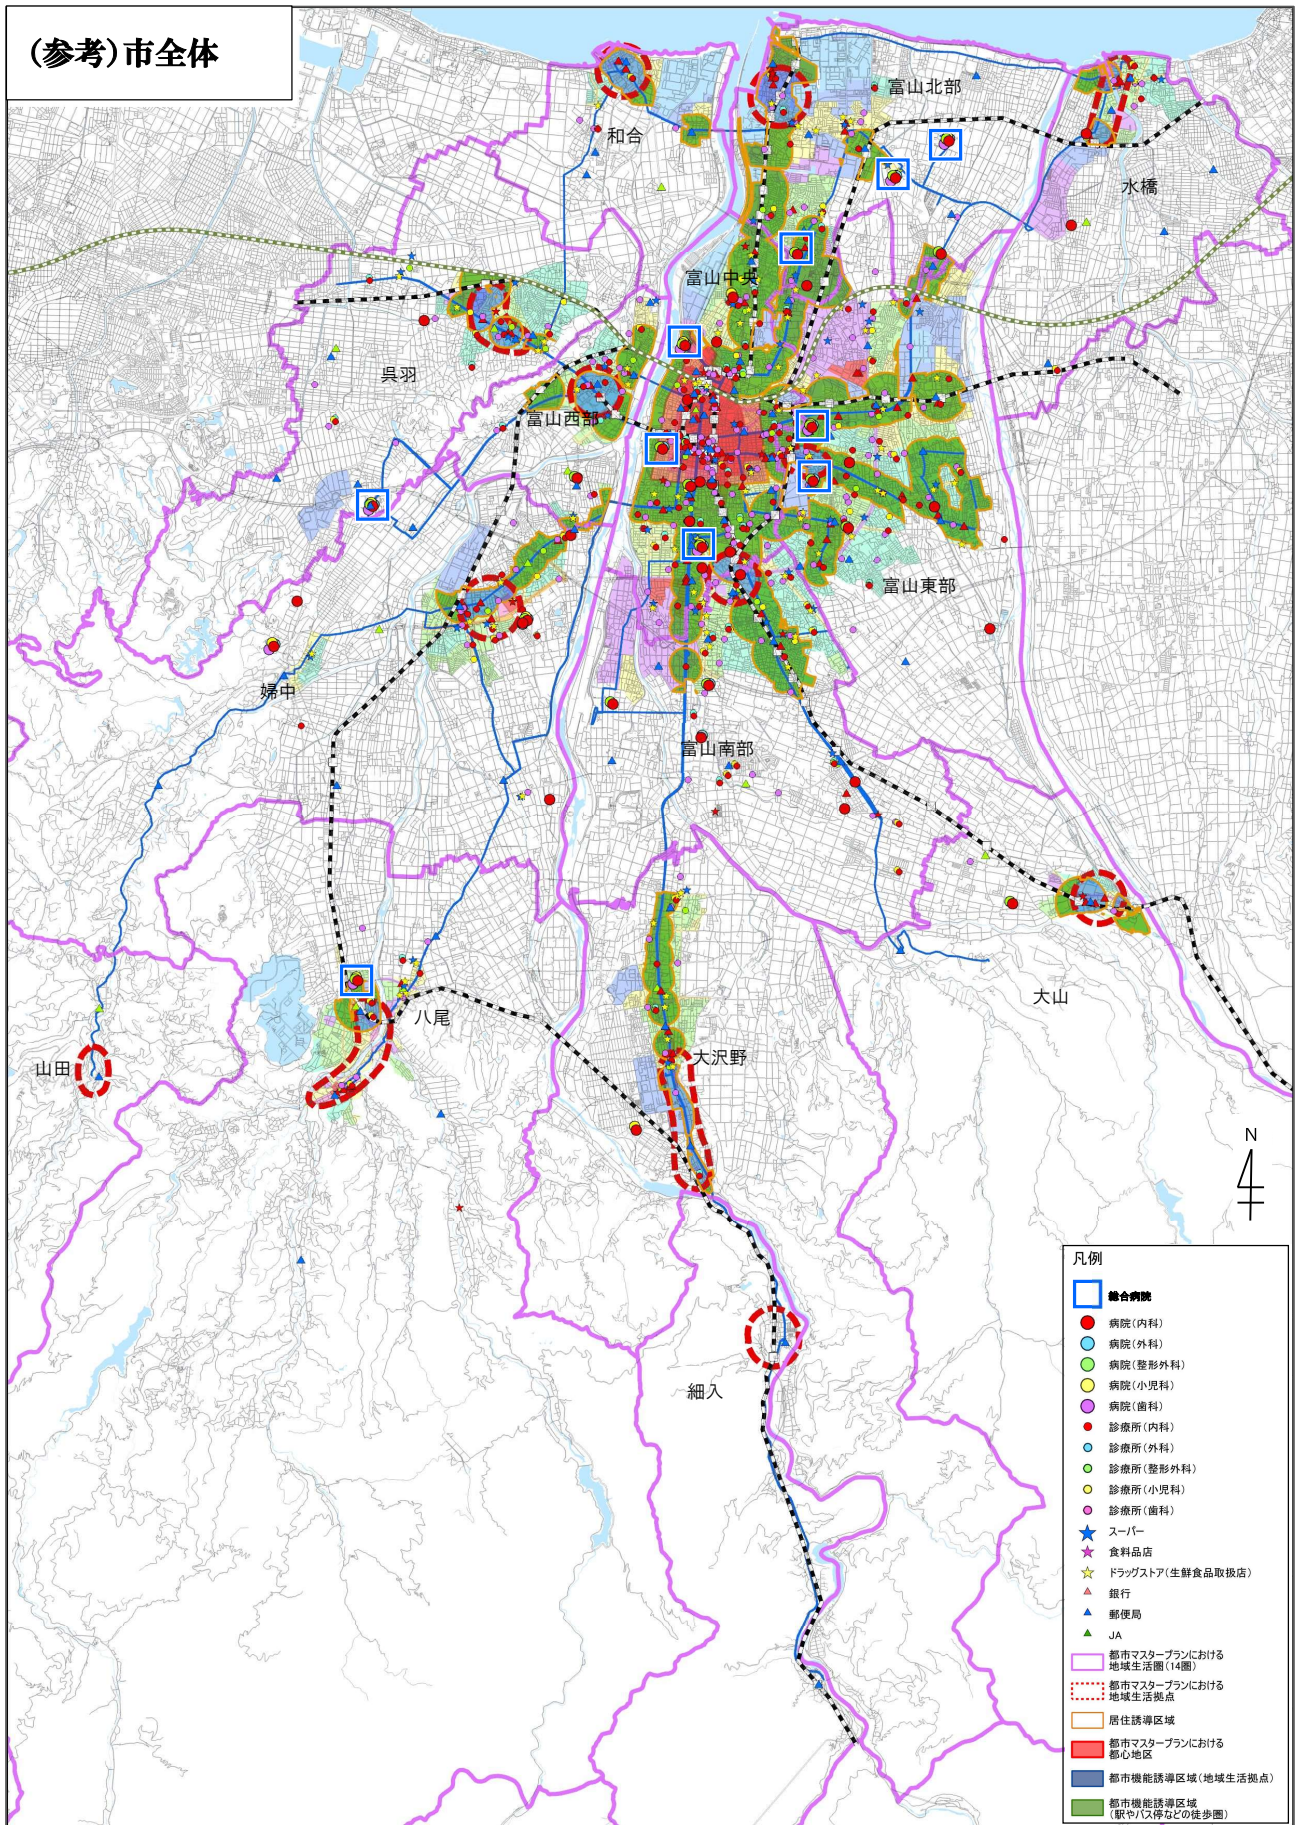 (参考)市全体
富山北部
和合
水橋
富山中央
呉羽
富山西部
富山東部
婦中
富山南部
大山
八尾
大沢野
山田
細入
N
凡例
総合病院
病院(内科)
病院(外科)
病院(整形外科)
病院(小児科)
病院(歯科)
診療所(内科)
診療所(外科)
診療所(整形外科)
診療所(小児科)
診療所(歯科)
スーパー
食料品店
ドラッグストア(生鮮食品取扱店)
銀行
郵便局
JA
都市マスタープランにおける
地域生活圏(14圏)
都市マスタープランにおける
地域生活拠点
居住誘導区域
都市マスタープランにおける
都心地区
都市機能誘導区域(地域生活拠点)
都市機能誘導区域
(駅やバス停などの徒歩圏)